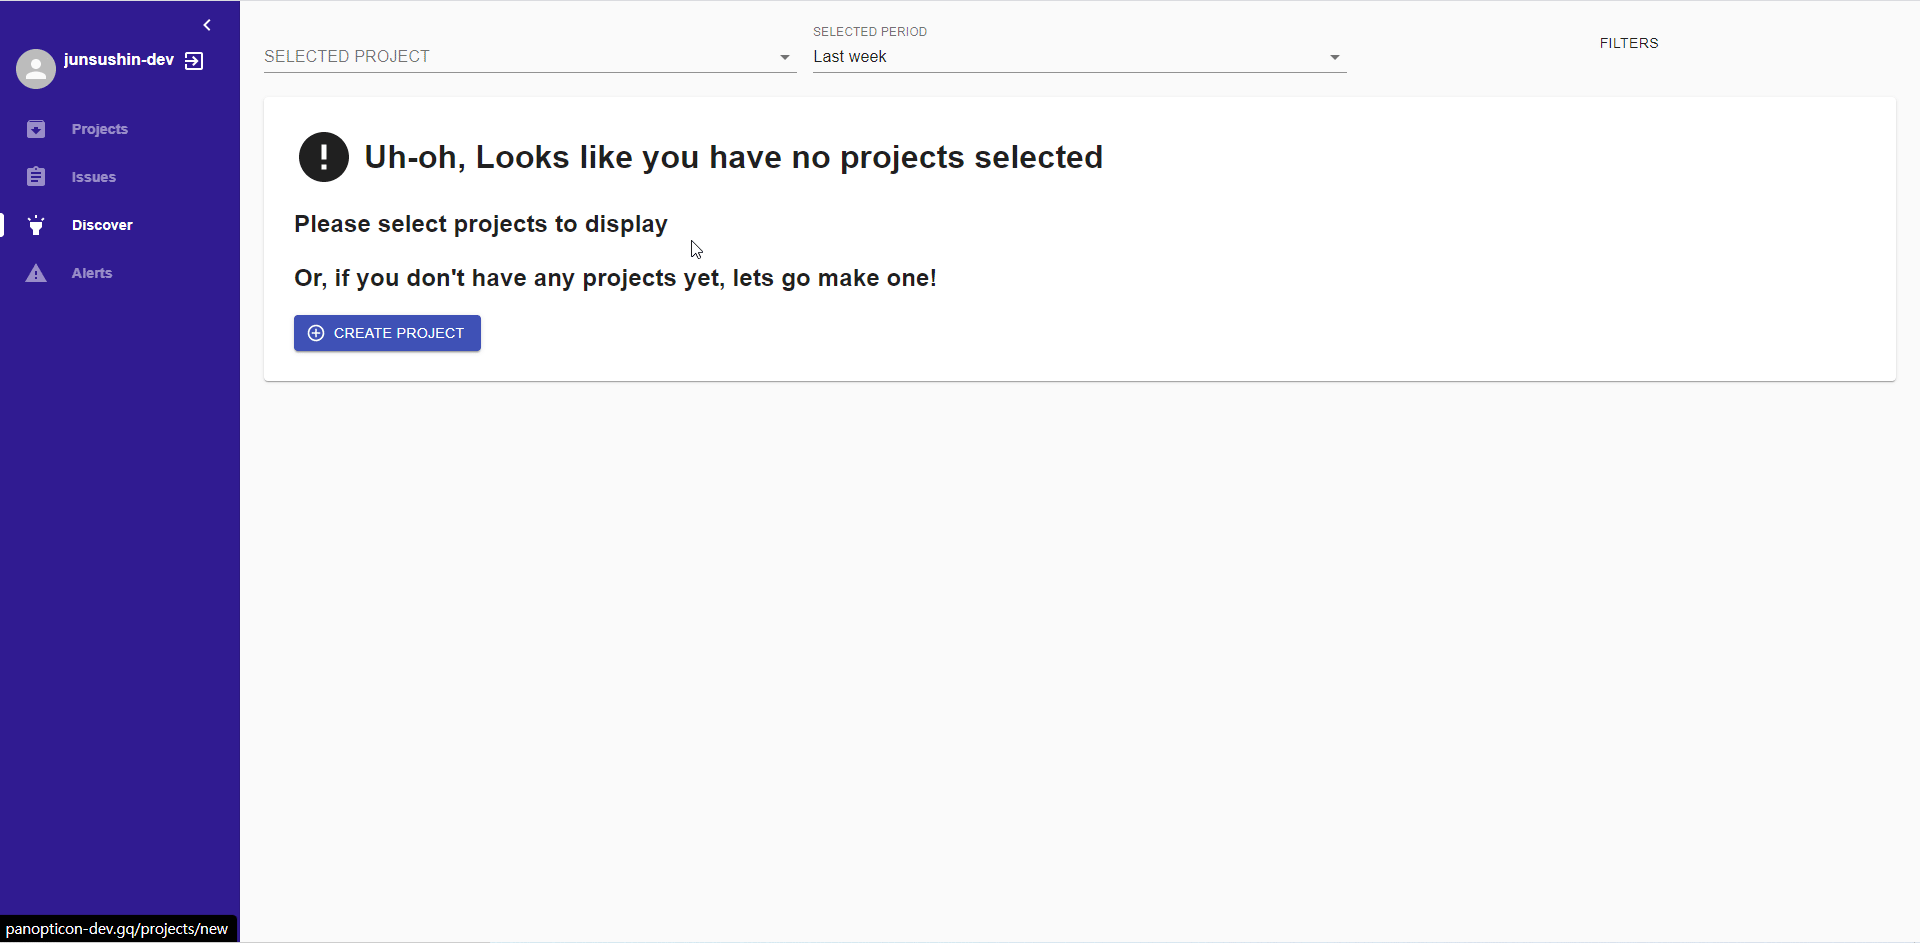 junsushin-dev
Projects
Issues
Discover
Alerts
SELECTED PROJECT
SELECTED PERIOD
Last week
FILTERS
Uh-oh, Looks like you have no projects selected
Please select projects to display
Or, if you don't have any projects yet, lets go make one!
CREATE PROJECT
panopticon-dev.gq/projects/new